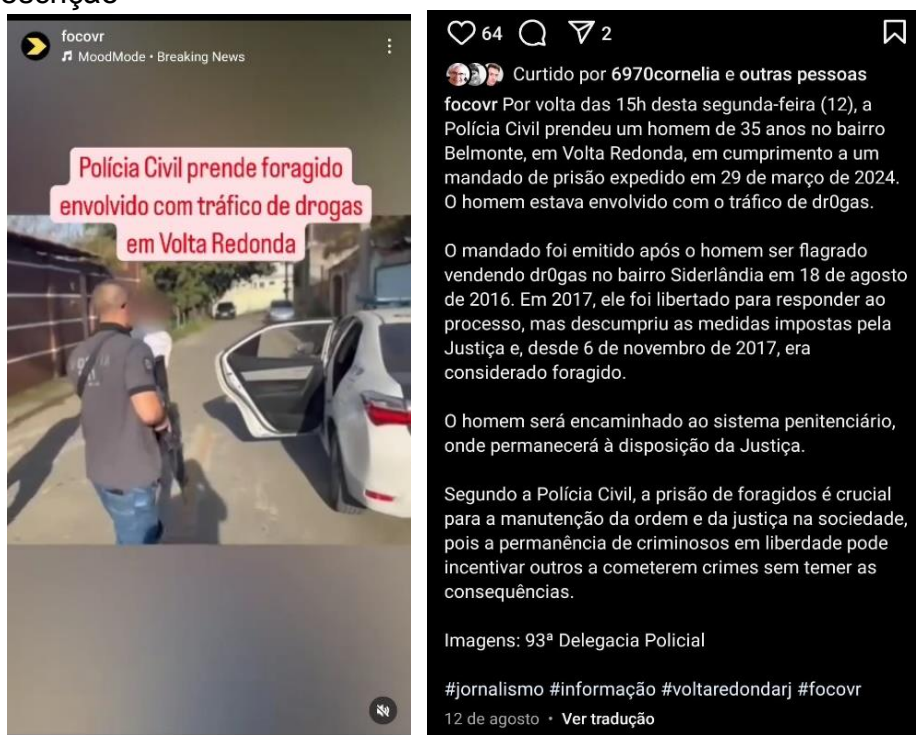 focovr
MoodMode • Breaking News
Polícia Civil prende foragido
envolvido com tráfico de drogas
em Volta Redonda
64
2
Curtido por 6970cornelia e outras pessoas
focovr Por volta das 15h desta segunda-feira (12), a
Polícia Civil prendeu um homem de 35 anos no bairro
Belmonte, em Volta Redonda, em cumprimento a um
mandado de prisão expedido em 29 de março de 2024.
O homem estava envolvido com o tráfico de dr0gas.
O mandado foi emitido após o homem ser flagrado
vendendo dr0gas no bairro Siderlândia em 18 de agosto
de 2016. Em 2017, ele foi libertado para responder ao
processo, mas descumpriu as medidas impostas pela
Justiça e, desde 6 de novembro de 2017, era
considerado foragido.
O homem será encaminhado ao sistema penitenciário,
onde permanecerá à disposição da Justiça.
Segundo a Polícia Civil, a prisão de foragidos é crucial
para a manutenção da ordem e da justiça na sociedade,
pois a permanência de criminosos em liberdade pode
incentivar outros a cometerem crimes sem temer as
consequências.
Imagens: 93ª Delegacia Policial
#jornalismo #informação #voltaredondarj #focovr
12 de agosto • Ver tradução